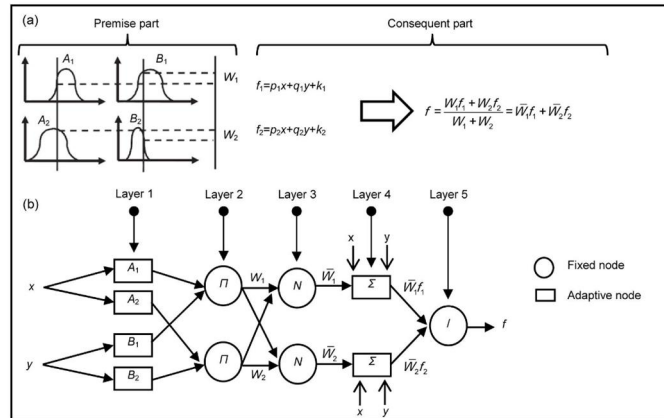 (a)
Premise part
Consequent part
A₁
B₁
W₁
f₁=p₁x+q₁y+k₁
A₂
B₂
W₂
f₂=p₂x+q₂y+k₂
f = (W₁f₁ + W₂f₂)/(W₁ + W₂) = W̅₁f₁ + W̅₂f₂
(b)
Layer 1 Layer 2 Layer 3 Layer 4 Layer 5
x y
A₁
x
A₂
Π W₁ N W̅₁ Σ W̅₁f₁
B₁
y
B₂
Π W₂ N W̅₂ Σ W̅₂f₂
I f
x y
Fixed node
Adaptive node